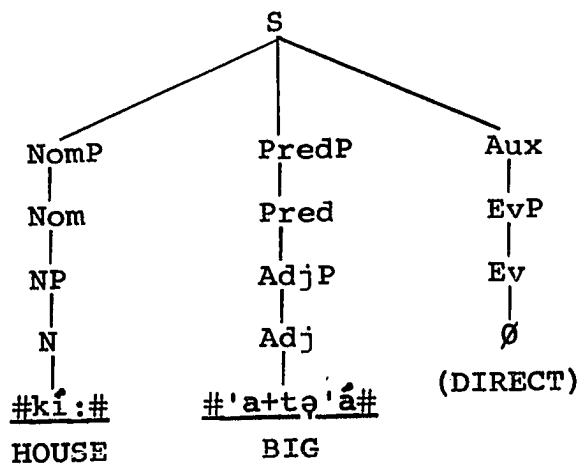 S
NomP PredP Aux
Nom Pred EvP
NP AdjP Ev
N Adj Ø
#kí:# #'a+tə̨'á# (DIRECT)
HOUSE BIG